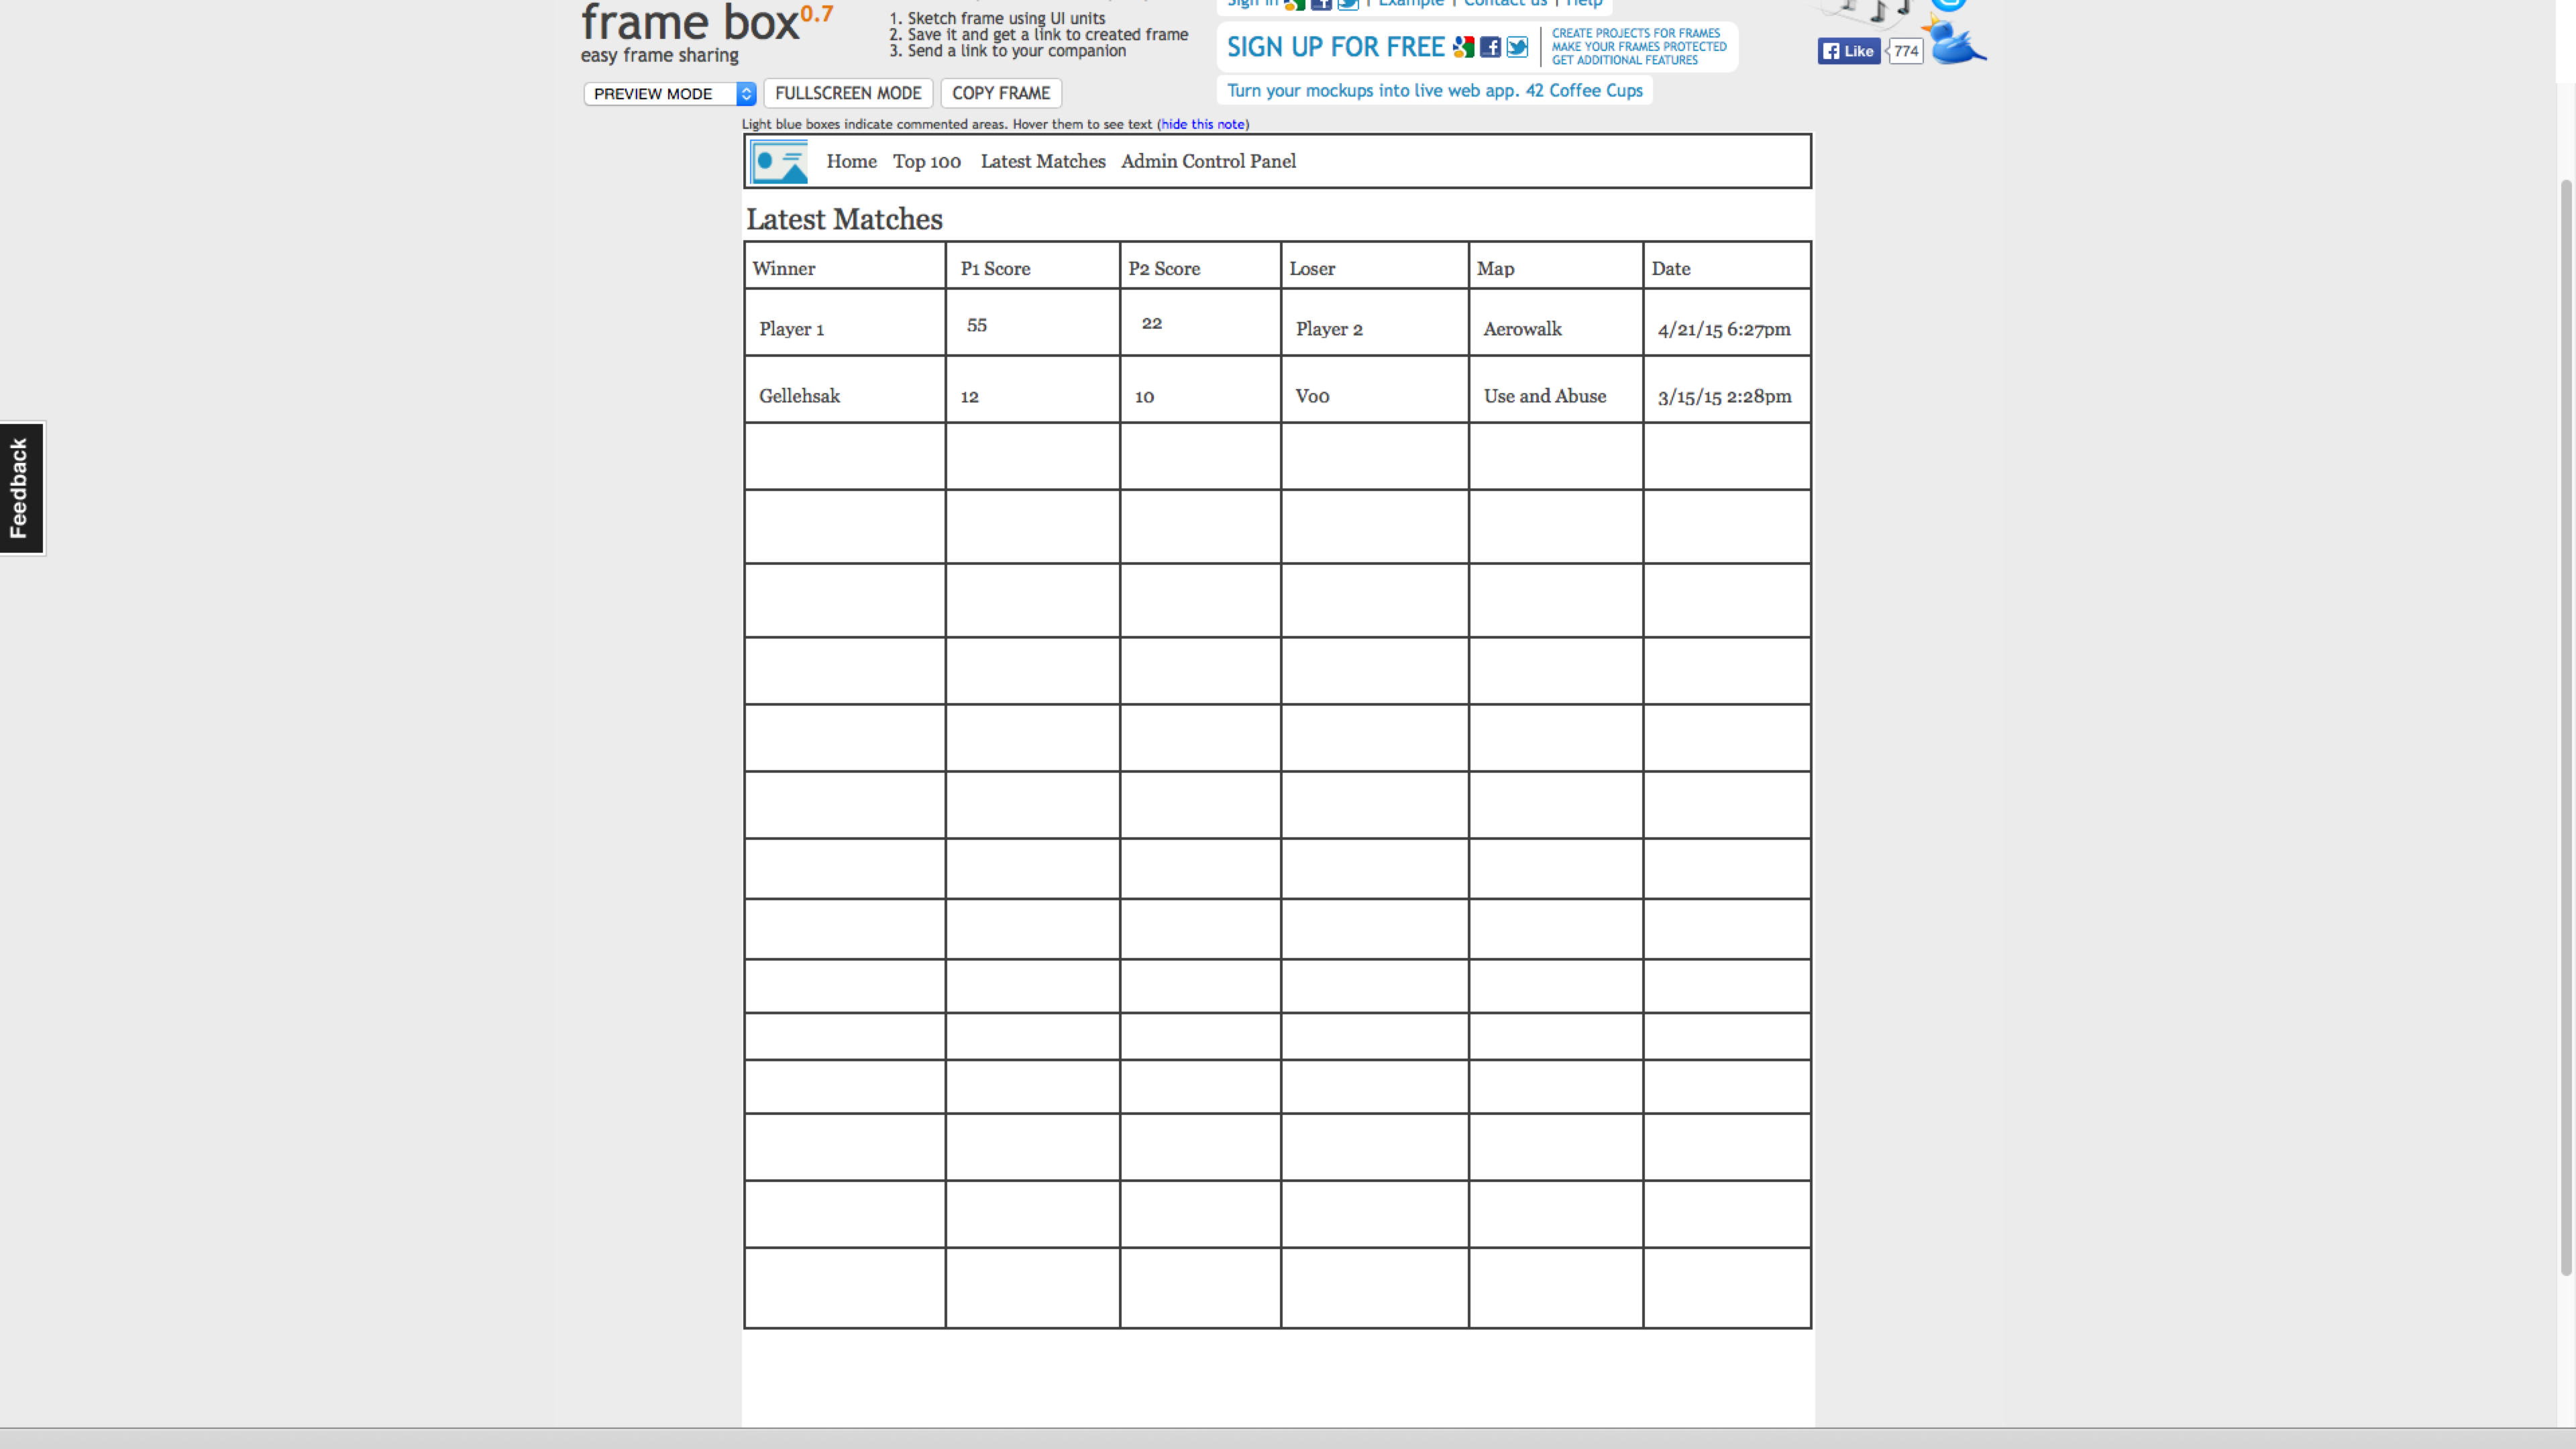 Sign in | Example | Contact us | Help
frame box0.7
easy frame sharing
1. Sketch frame using UI units
2. Save it and get a link to created frame
3. Send a link to your companion
SIGN UP FOR FREE
CREATE PROJECTS FOR FRAMES
MAKE YOUR FRAMES PROTECTED
GET ADDITIONAL FEATURES
Like 774
PREVIEW MODE FULLSCREEN MODE COPY FRAME
Turn your mockups into live web app. 42 Coffee Cups
Light blue boxes indicate commented areas. Hover them to see text (hide this note)
Home Top 100 Latest Matches Admin Control Panel
Latest Matches
Winner P1 Score P2 Score Loser Map Date
Player 1 55 22 Player 2 Aerowalk 4/21/15 6:27pm
Gellehsak 12 10 Voo Use and Abuse 3/15/15 2:28pm
Feedback